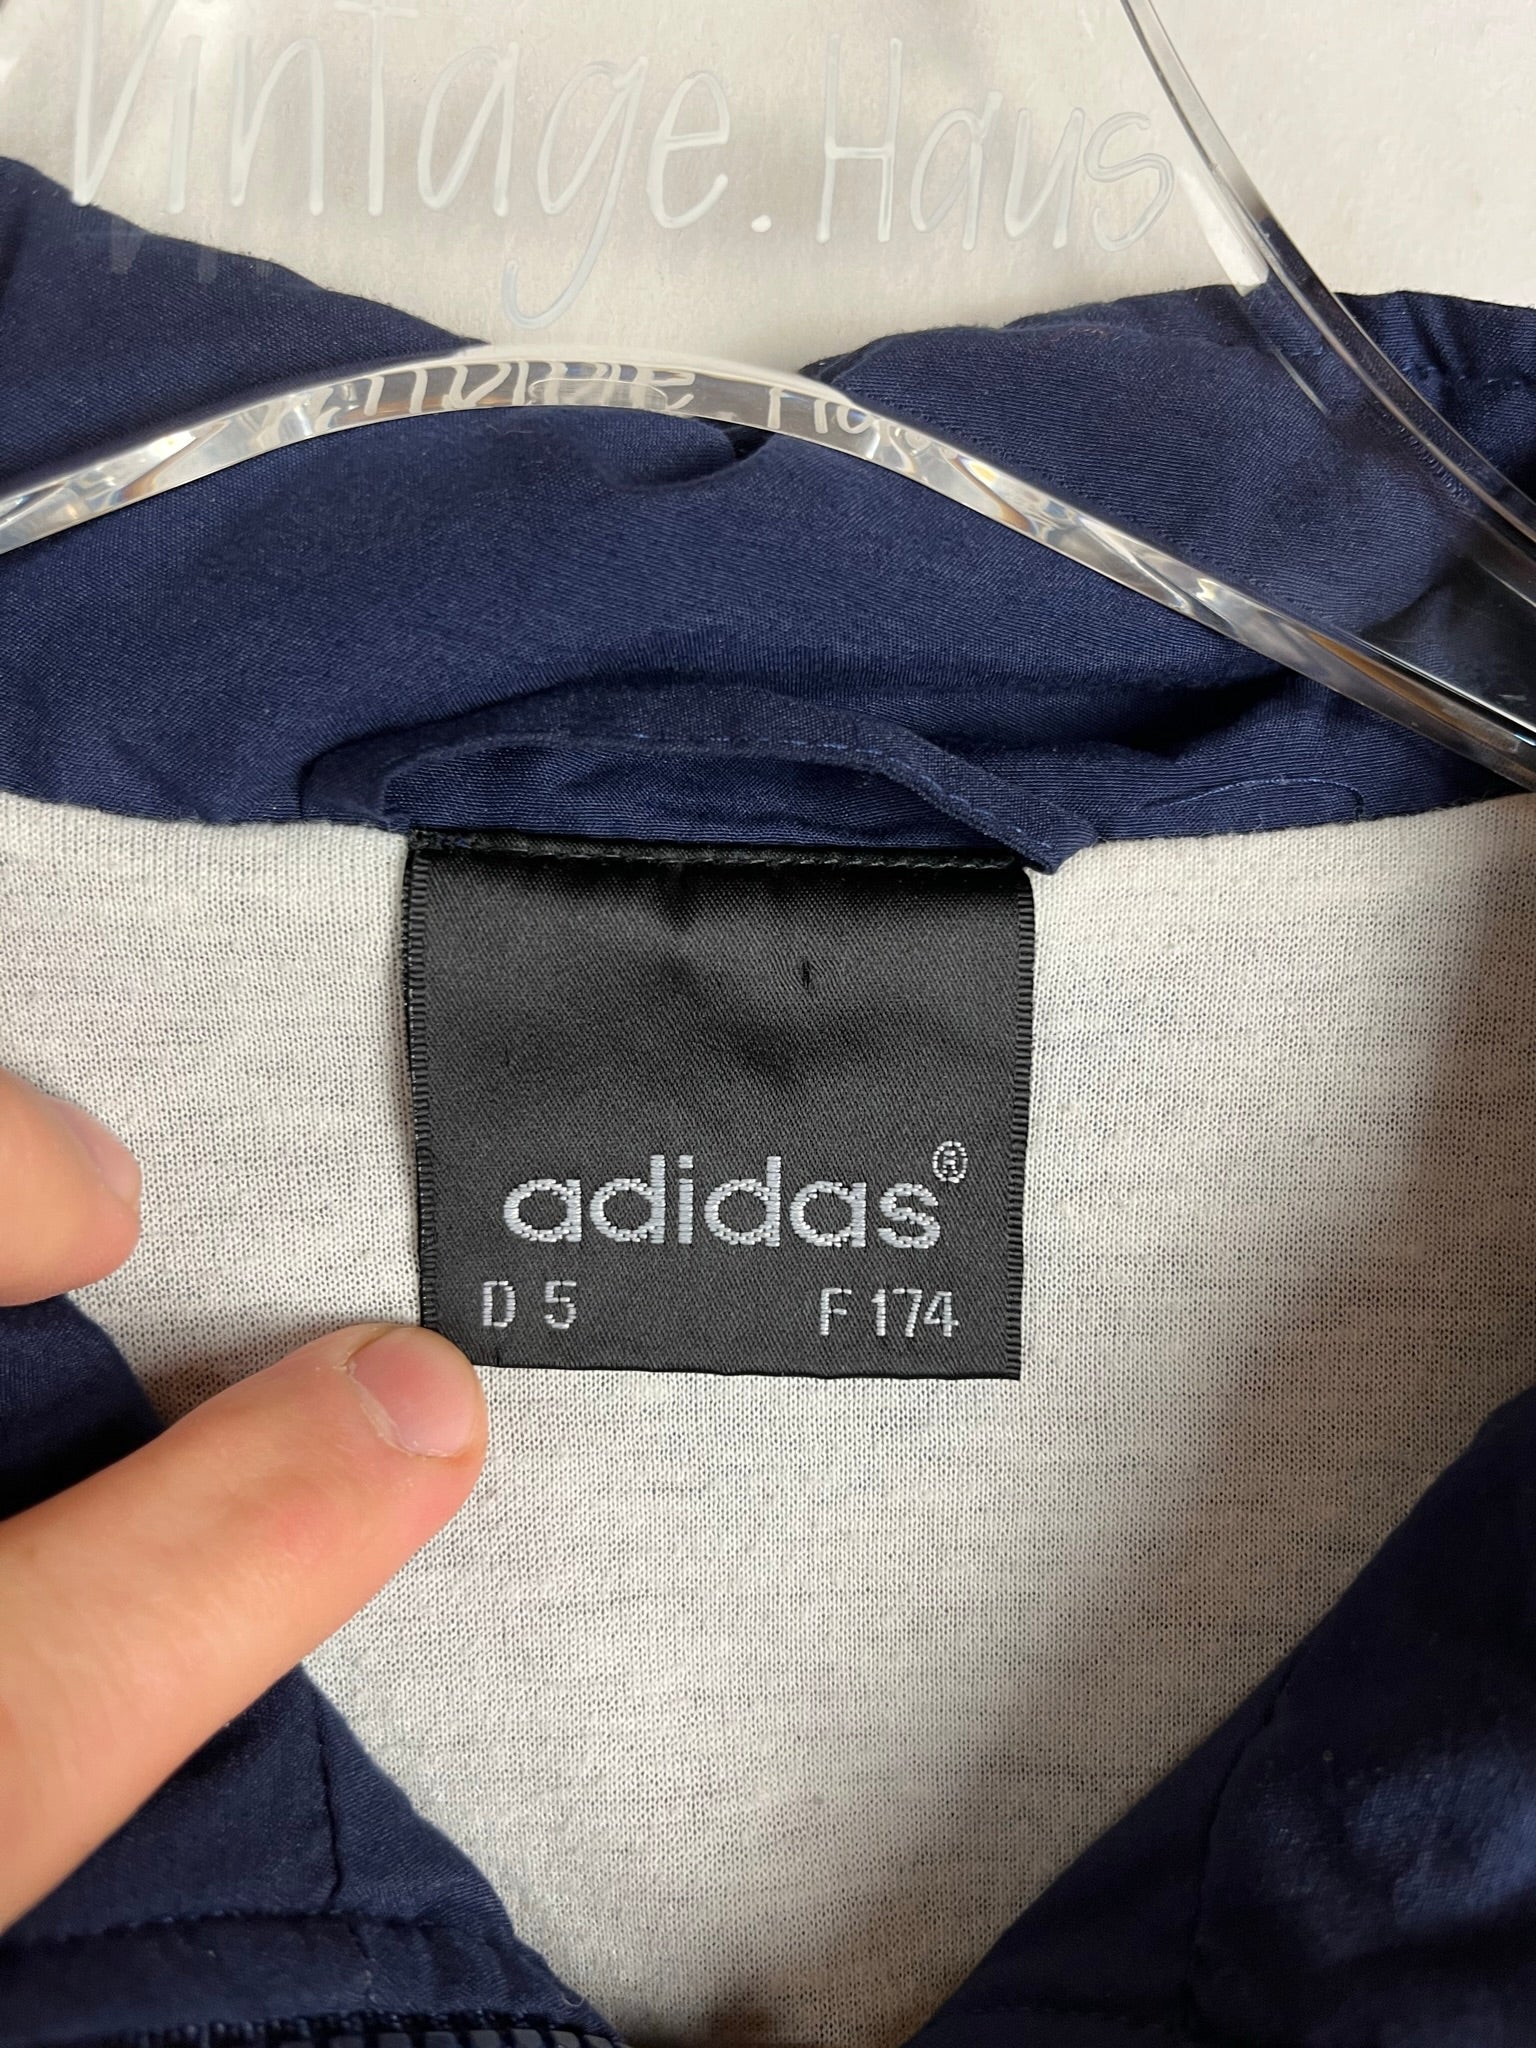 Vintage.Haus
adidas®
D 5 F 174